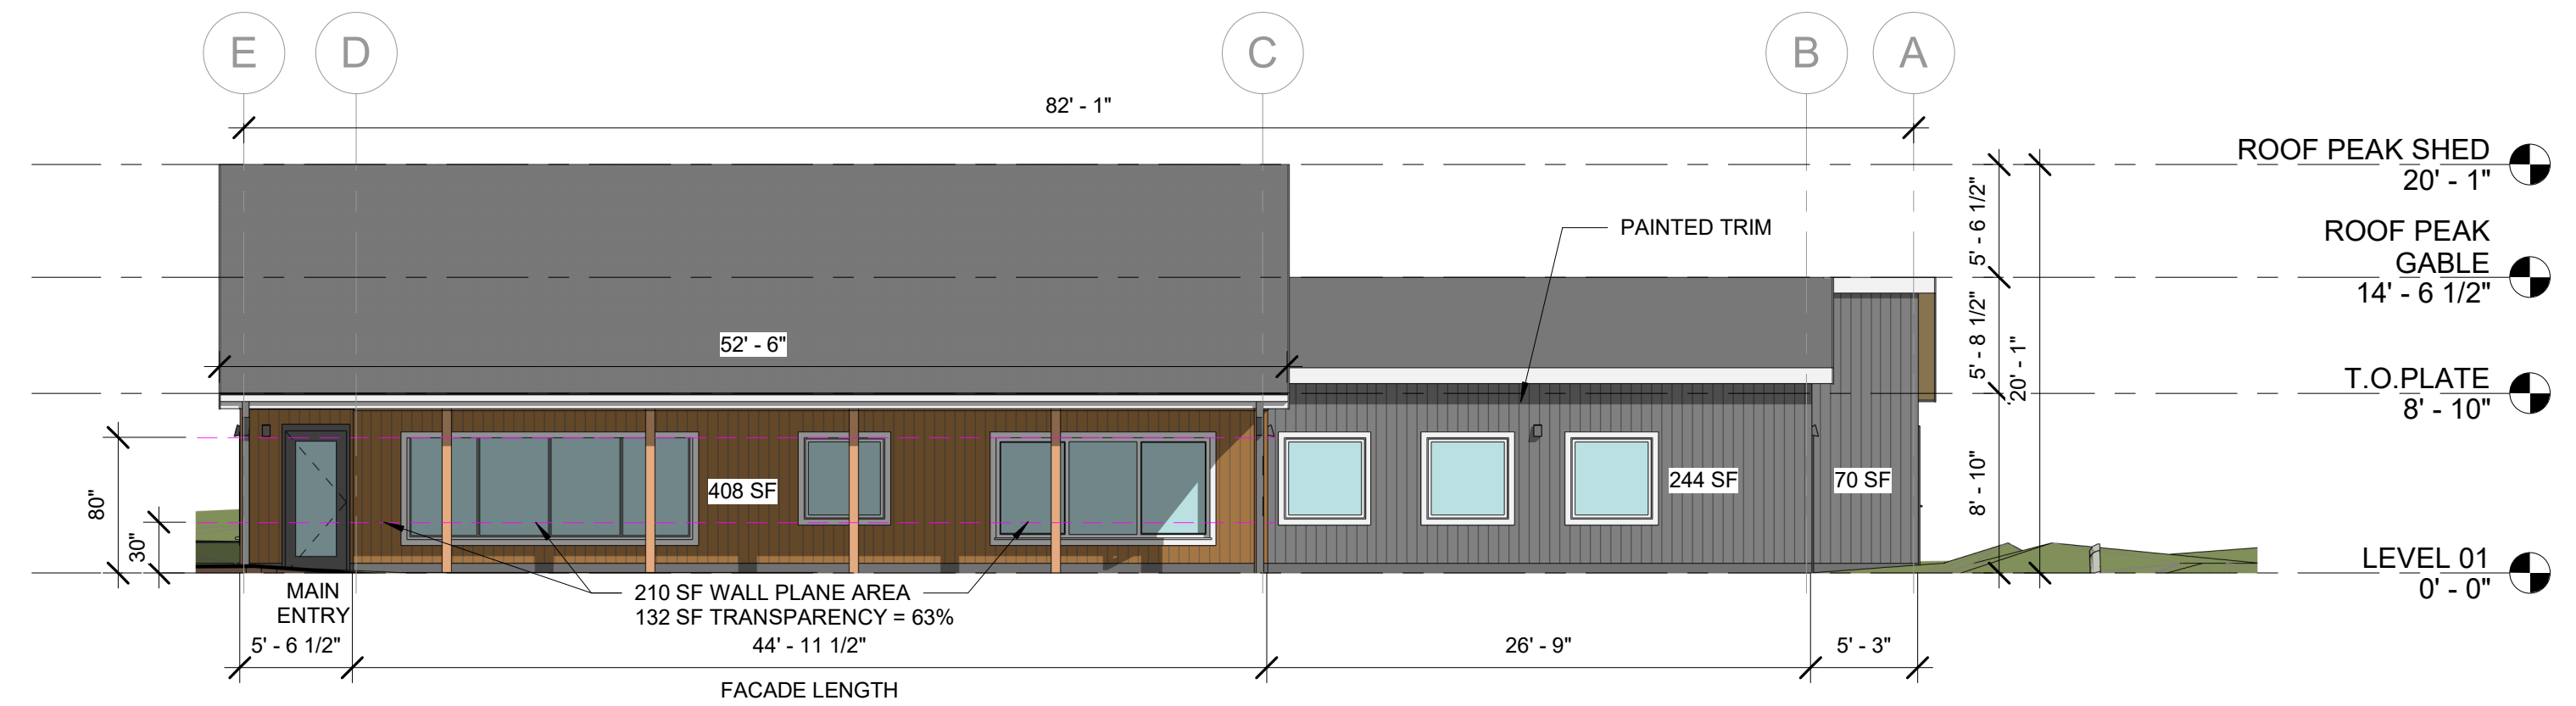 E D C B A
82' - 1"
ROOF PEAK SHED
20' - 1"
5' - 6 1/2"
PAINTED TRIM
ROOF PEAK
GABLE
14' - 6 1/2"
5' - 8 1/2"
20' - 1"
52' - 6"
T.O.PLATE
8' - 10"
80"
30"
408 SF
244 SF
70 SF
8' - 10"
LEVEL 01
0' - 0"
MAIN
ENTRY
210 SF WALL PLANE AREA
132 SF TRANSPARENCY = 63%
5' - 6 1/2"
44' - 11 1/2"
26' - 9"
5' - 3"
FACADE LENGTH